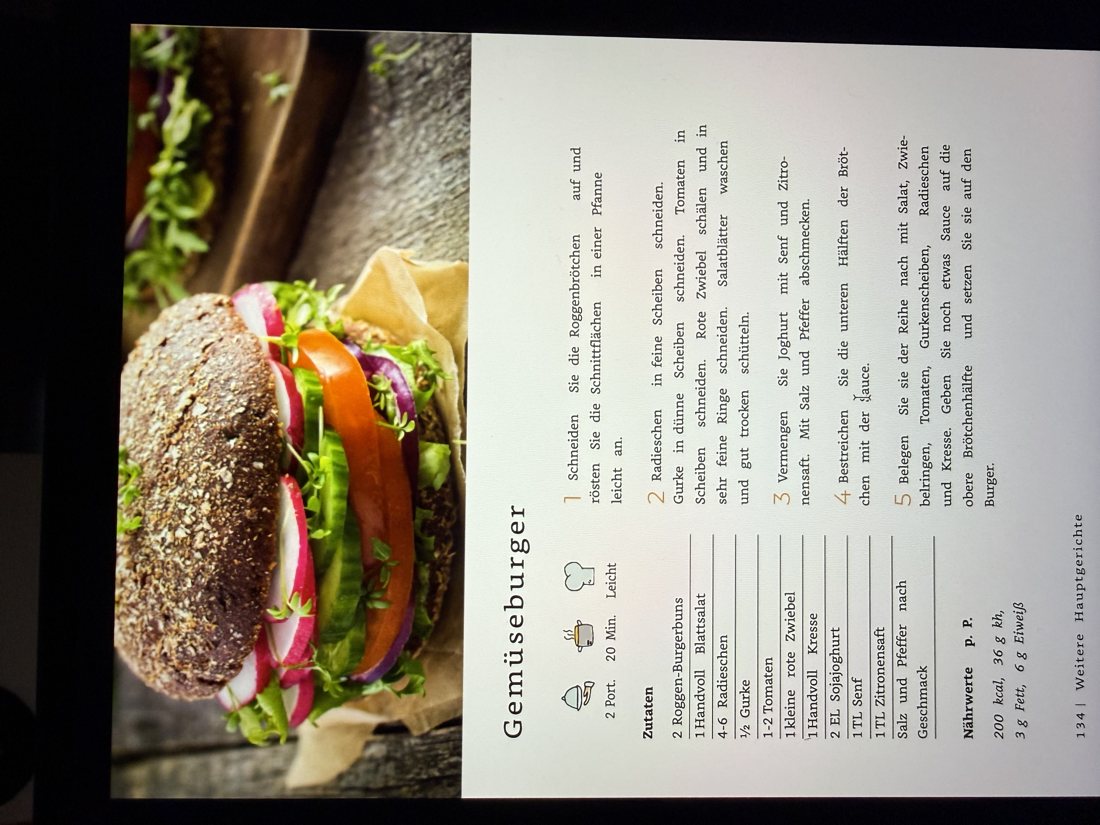 Gemüseburger
2 Port. 20 Min. Leicht
Zutaten
2 Roggen-Burgerbuns
1 Handvoll Blattsalat
4-6 Radieschen
½ Gurke
1-2 Tomaten
1 kleine rote Zwiebel
1 Handvoll Kresse
2 EL Sojajoghurt
1 TL Senf
1 TL Zitronensaft
Salz und Pfeffer nach
Geschmack
Nährwerte p. P.
200 kcal, 36 g kh,
3 g Fett, 6 g Eiweiß
1 Schneiden Sie die Roggenbrötchen auf und
rösten Sie die Schnittflächen in einer Pfanne
leicht an.
2 Radieschen in feine Scheiben schneiden.
Gurke in dünne Scheiben schneiden. Tomaten in
Scheiben schneiden. Rote Zwiebel schälen und in
sehr feine Ringe schneiden. Salatblätter waschen
und gut trocken schütteln.
3 Vermengen Sie Joghurt mit Senf und Zitro-
nensaft. Mit Salz und Pfeffer abschmecken.
4 Bestreichen Sie die unteren Hälften der Bröt-
chen mit der Sauce.
5 Belegen Sie sie der Reihe nach mit Salat, Zwie-
belringen, Tomaten, Gurkenscheiben, Radieschen
und Kresse. Geben Sie noch etwas Sauce auf die
obere Brötchenhälfte und setzen Sie sie auf den
Burger.
134 | Weitere Hauptgerichte